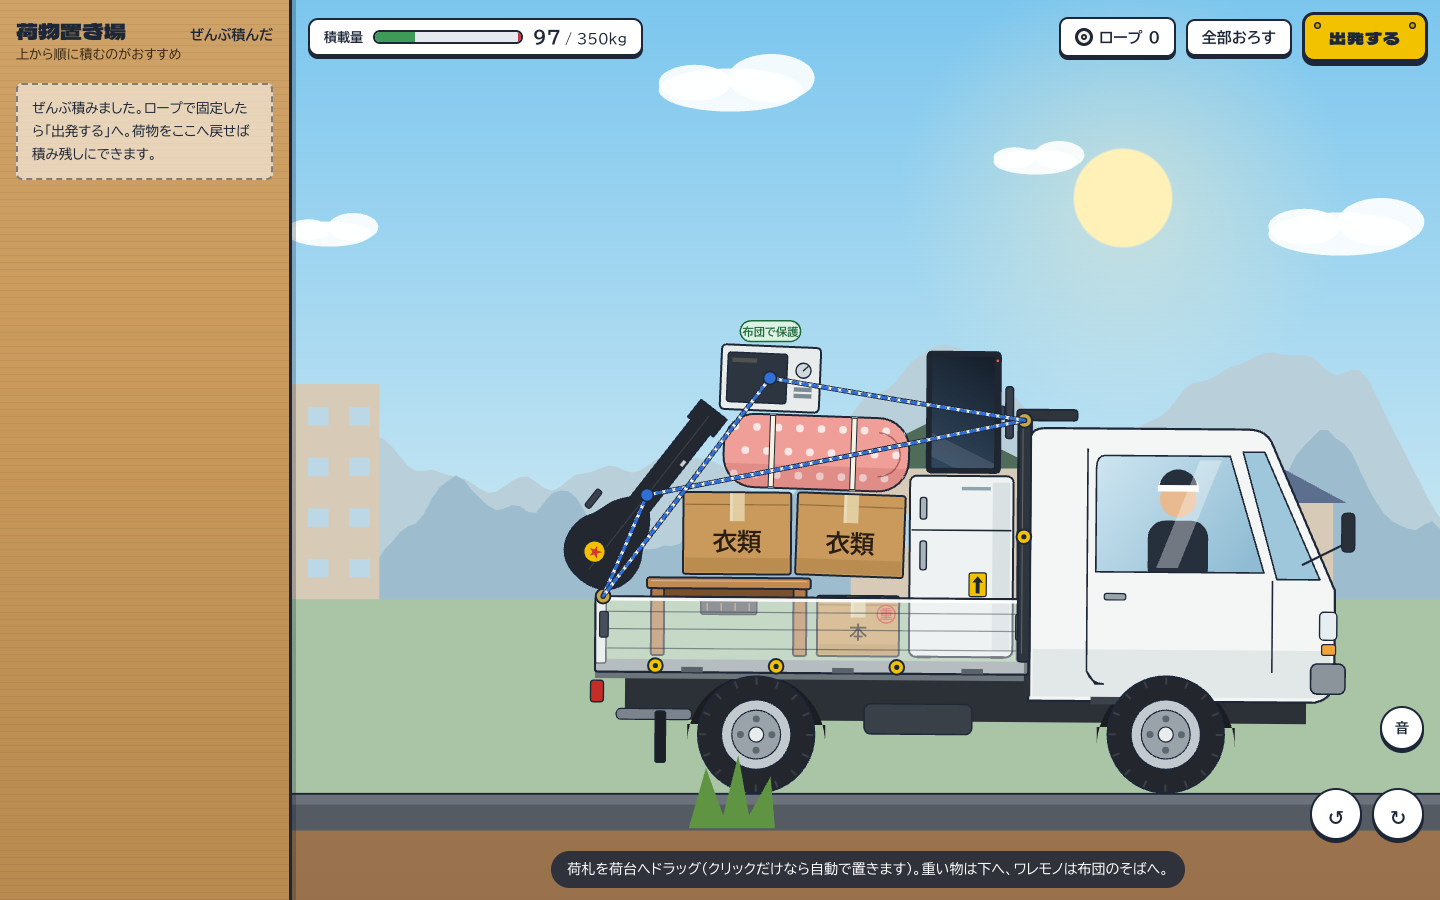 荷物置き場
ぜんぶ積んだ
上から順に積むのがおすすめ
ぜんぶ積みました。ロープで固定した
ら「出発する」へ。荷物をここへ戻せば
積み残しにできます。
積載量 97 / 350kg
ロープ 0
全部おろす
出発する
布団で保護
衣類
衣類
本
重
音
荷札を荷台へドラッグ(クリックだけなら自動で置きます)。重い物は下へ、ワレモノは布団のそばへ。